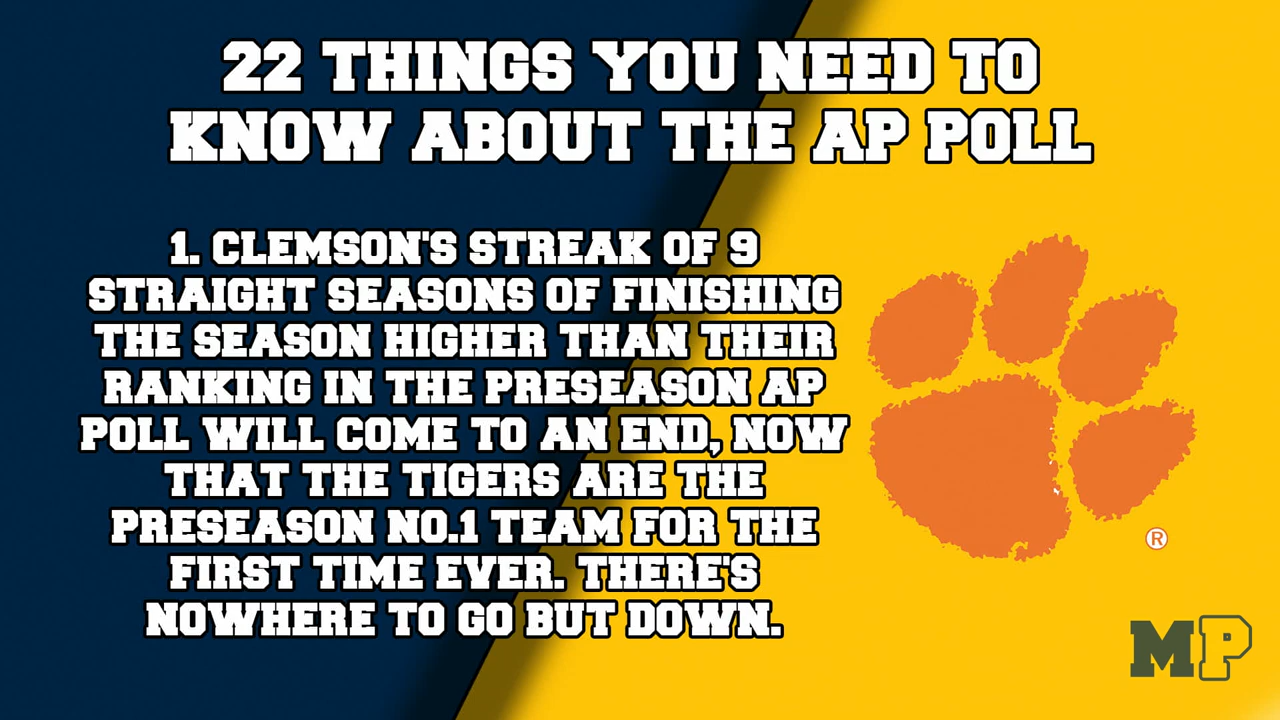 22 THINGS YOU NEED TO
KNOW ABOUT THE AP POLL
1. CLEMSON'S STREAK OF 9
STRAIGHT SEASONS OF FINISHING
THE SEASON HIGHER THAN THEIR
RANKING IN THE PRESEASON AP
POLL WILL COME TO AN END, NOW
THAT THE TIGERS ARE THE
PRESEASON NO.1 TEAM FOR THE
FIRST TIME EVER. THERE'S
NOWHERE TO GO BUT DOWN.
®
MP